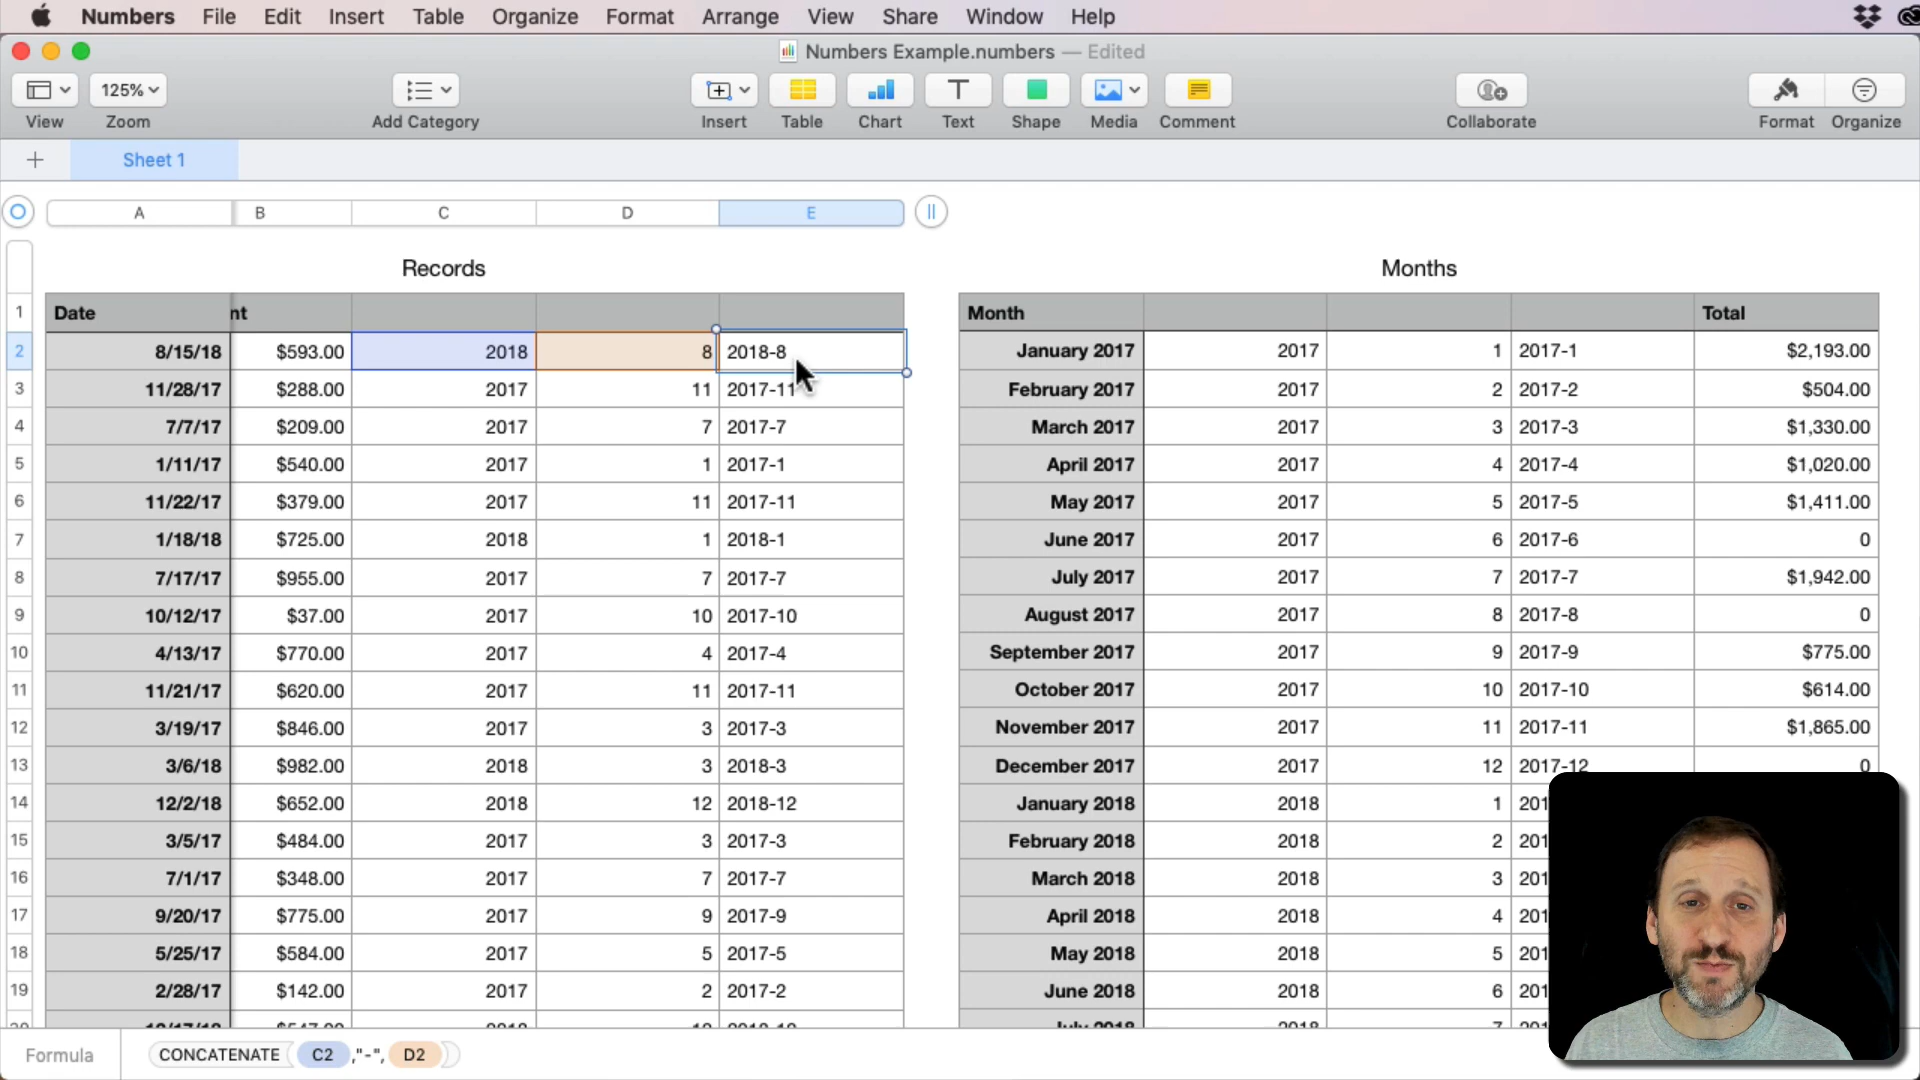 Numbers File Edit Insert Table Organize Format Arrange View Share Window Help
Numbers Example.numbers — Edited
125%
View Zoom Add Category Insert Table Chart Text Shape Media Comment Collaborate Format Organize
Sheet 1
A B C D E
Records Months
1 Date nt Month Total
2 8/15/18 $593.00 2018 8 2018-8 January 2017 2017 1 2017-1 $2,193.00
3 11/28/17 $288.00 2017 11 2017-11 February 2017 2017 2 2017-2 $504.00
4 7/7/17 $209.00 2017 7 2017-7 March 2017 2017 3 2017-3 $1,330.00
5 1/11/17 $540.00 2017 1 2017-1 April 2017 2017 4 2017-4 $1,020.00
6 11/22/17 $379.00 2017 11 2017-11 May 2017 2017 5 2017-5 $1,411.00
7 1/18/18 $725.00 2018 1 2018-1 June 2017 2017 6 2017-6 0
8 7/17/17 $955.00 2017 7 2017-7 July 2017 2017 7 2017-7 $1,942.00
9 10/12/17 $37.00 2017 10 2017-10 August 2017 2017 8 2017-8 0
10 4/13/17 $770.00 2017 4 2017-4 September 2017 2017 9 2017-9 $775.00
11 11/21/17 $620.00 2017 11 2017-11 October 2017 2017 10 2017-10 $614.00
12 3/19/17 $846.00 2017 3 2017-3 November 2017 2017 11 2017-11 $1,865.00
13 3/6/18 $982.00 2018 3 2018-3 December 2017 2017 12 2017-12 0
14 12/2/18 $652.00 2018 12 2018-12 January 2018 2018 1 201
15 3/5/17 $484.00 2017 3 2017-3 February 2018 2018 2 201
16 7/1/17 $348.00 2017 7 2017-7 March 2018 2018 3 201
17 9/20/17 $775.00 2017 9 2017-9 April 2018 2018 4 201
18 5/25/17 $584.00 2017 5 2017-5 May 2018 2018 5 201
19 2/28/17 $142.00 2017 2 2017-2 June 2018 2018 6 201
Formula CONCATENATE C2 ,"-", D2